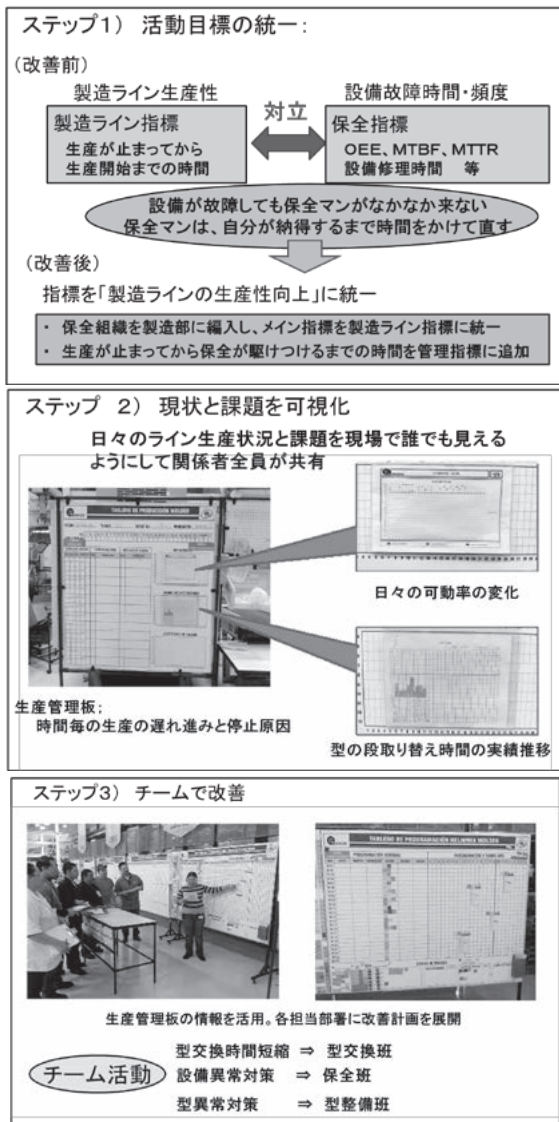 ステップ1） 活動目標の統一：
（改善前）
製造ライン生産性
対立
設備故障時間・頻度
製造ライン指標
生産が止まってから
生産開始までの時間
保全指標
OEE、MTBF、MTTR
設備修理時間　等
設備が故障しても保全マンがなかなか来ない
保全マンは、自分が納得するまで時間をかけて直す
（改善後）
指標を「製造ラインの生産性向上」に統一
・ 保全組織を製造部に編入し、メイン指標を製造ライン指標に統一
・ 生産が止まってから保全が駆けつけるまでの時間を管理指標に追加
ステップ　2） 現状と課題を可視化
日々のライン生産状況と課題を現場で誰でも見える
ようにして関係者全員が共有
TABLERO DE PRODUCCIÓN MOLDEO
日々の可動率の変化
生産管理板；
時間毎の生産の遅れ進みと停止原因
型の段取り替え時間の実績推移
ステップ3） チームで改善
TABLERO DE PROGRAMACIÓN
MOLDEO
生産管理板の情報を活用。各担当部署に改善計画を展開
チーム活動
型交換時間短縮 ⇒ 型交換班
設備異常対策 ⇒ 保全班
型異常対策 ⇒ 型整備班